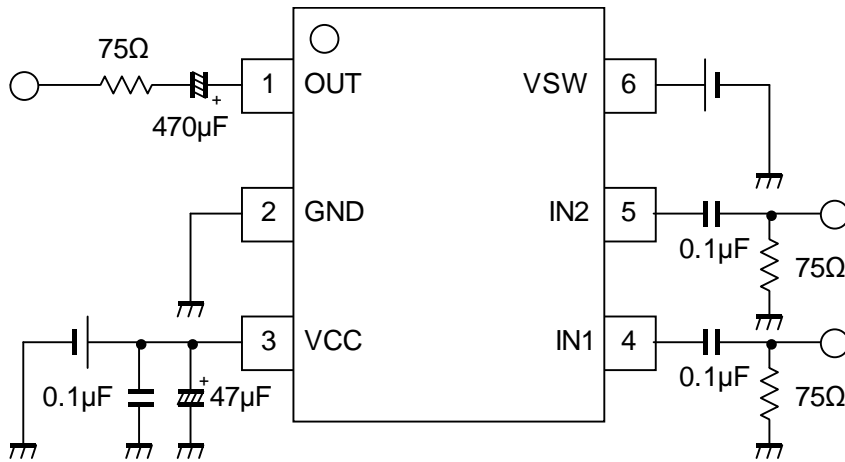 75Ω
1 OUT
+
470µF
VSW 6
2 GND
IN2 5
0.1µF
75Ω
3 VCC
+
0.1µF
47µF
IN1 4
0.1µF
75Ω